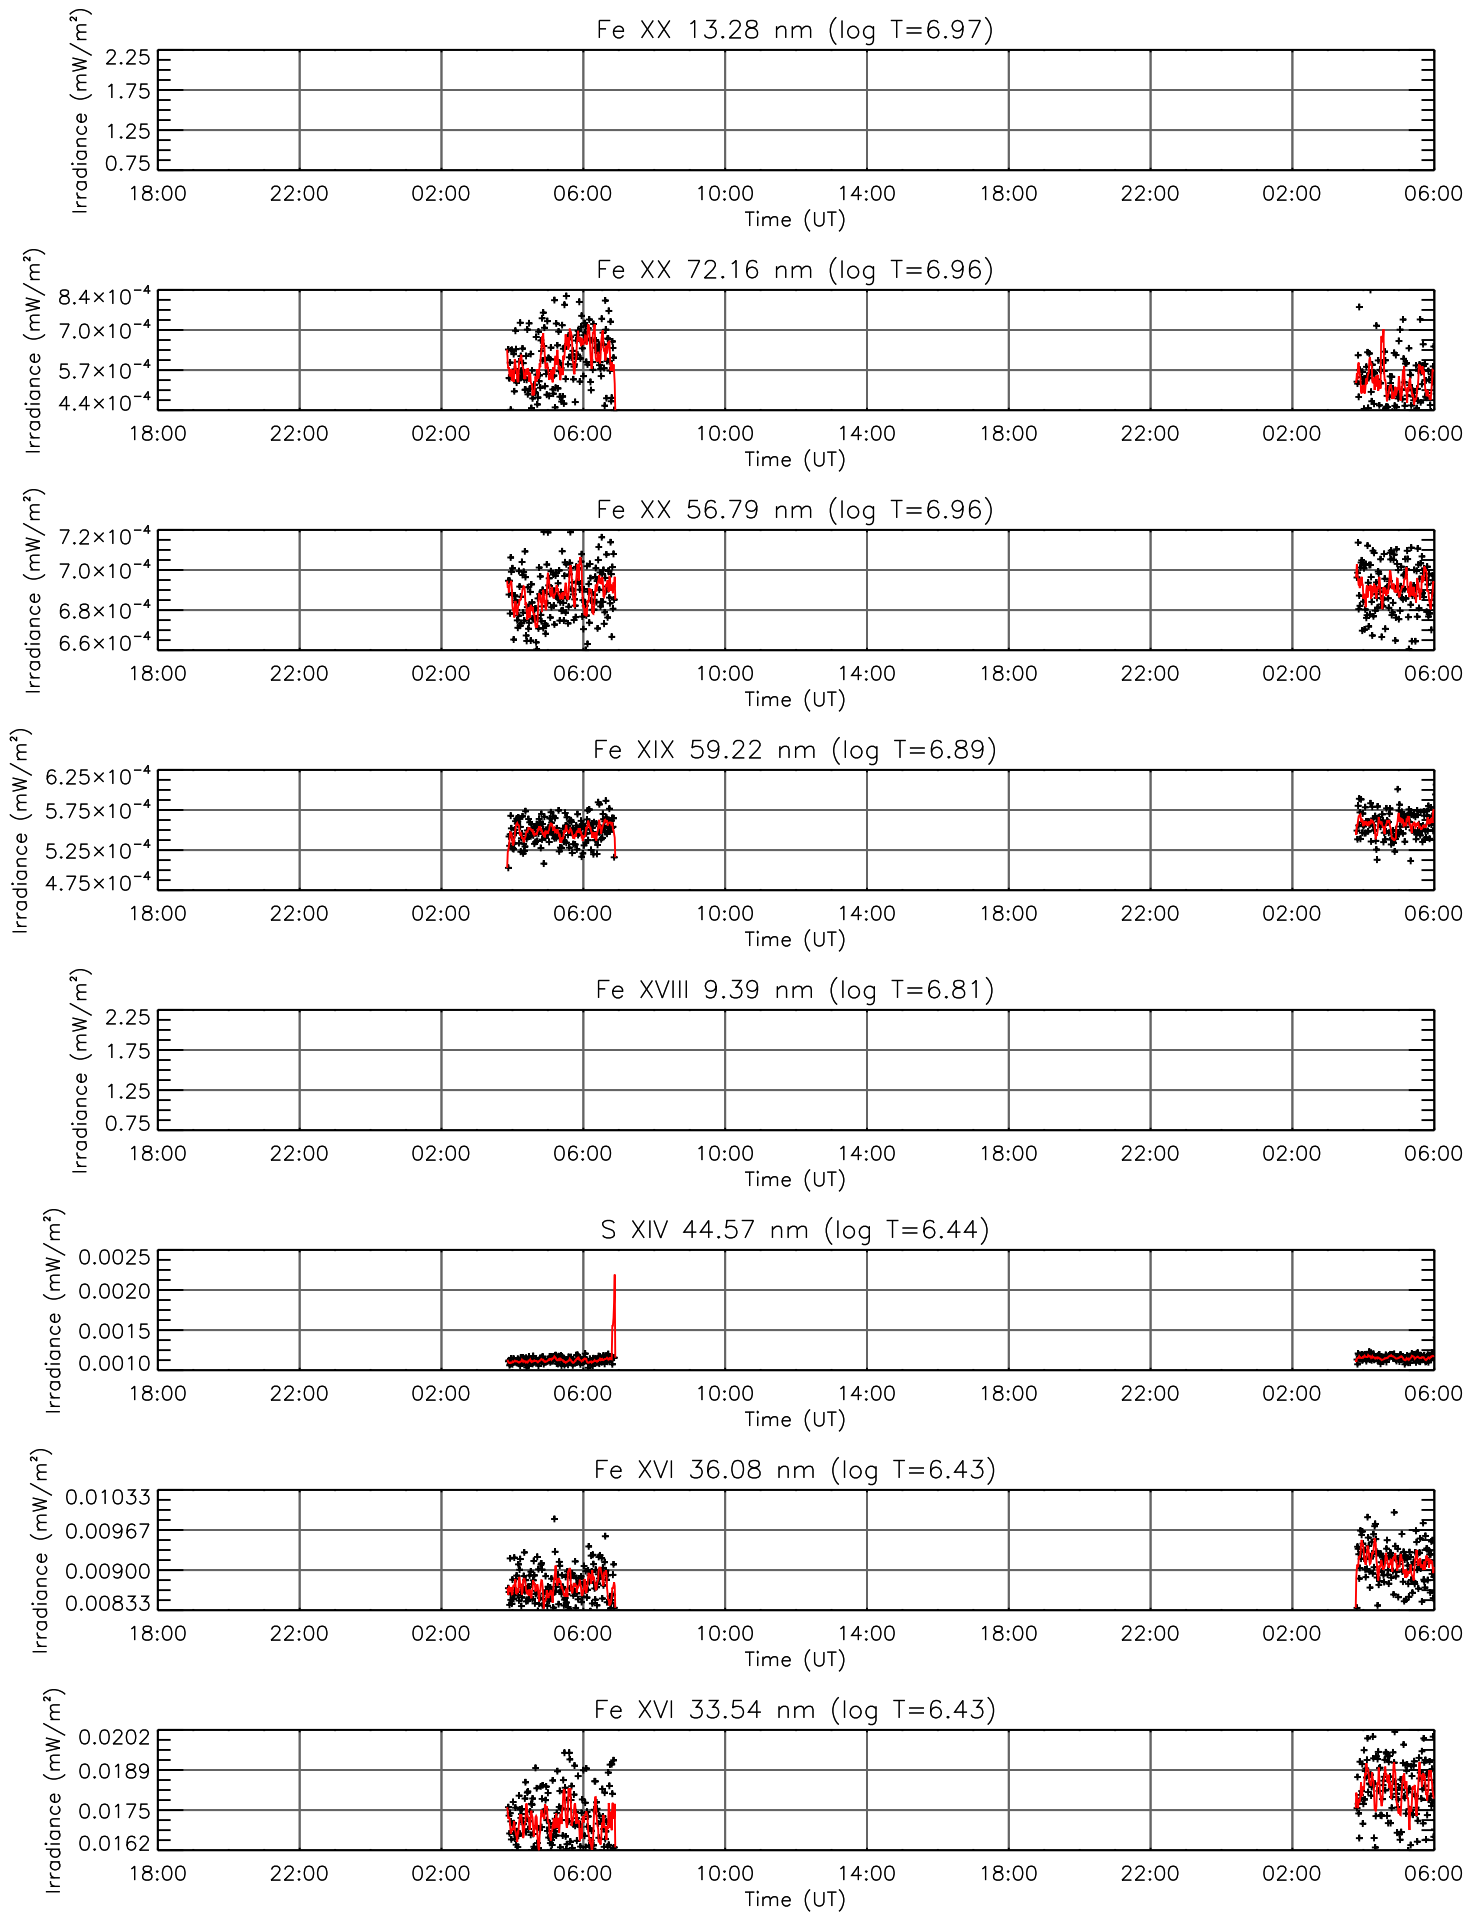 Fe XX 13.28 nm (log T=6.97)
Irradiance (mW/m²)
2.25
1.75
1.25
0.75
18:00 22:00 02:00 06:00 10:00 14:00 18:00 22:00 02:00 06:00
Time (UT)
Fe XX 72.16 nm (log T=6.96)
Irradiance (mW/m²)
8.4×10⁻⁴
7.0×10⁻⁴
5.7×10⁻⁴
4.4×10⁻⁴
18:00 22:00 02:00 06:00 10:00 14:00 18:00 22:00 02:00 06:00
Time (UT)
Fe XX 56.79 nm (log T=6.96)
Irradiance (mW/m²)
7.2×10⁻⁴
7.0×10⁻⁴
6.8×10⁻⁴
6.6×10⁻⁴
18:00 22:00 02:00 06:00 10:00 14:00 18:00 22:00 02:00 06:00
Time (UT)
Fe XIX 59.22 nm (log T=6.89)
Irradiance (mW/m²)
6.25×10⁻⁴
5.75×10⁻⁴
5.25×10⁻⁴
4.75×10⁻⁴
18:00 22:00 02:00 06:00 10:00 14:00 18:00 22:00 02:00 06:00
Time (UT)
Fe XVIII 9.39 nm (log T=6.81)
Irradiance (mW/m²)
2.25
1.75
1.25
0.75
18:00 22:00 02:00 06:00 10:00 14:00 18:00 22:00 02:00 06:00
Time (UT)
S XIV 44.57 nm (log T=6.44)
Irradiance (mW/m²)
0.0025
0.0020
0.0015
0.0010
18:00 22:00 02:00 06:00 10:00 14:00 18:00 22:00 02:00 06:00
Time (UT)
Fe XVI 36.08 nm (log T=6.43)
Irradiance (mW/m²)
0.01033
0.00967
0.00900
0.00833
18:00 22:00 02:00 06:00 10:00 14:00 18:00 22:00 02:00 06:00
Time (UT)
Fe XVI 33.54 nm (log T=6.43)
Irradiance (mW/m²)
0.0202
0.0189
0.0175
0.0162
18:00 22:00 02:00 06:00 10:00 14:00 18:00 22:00 02:00 06:00
Time (UT)